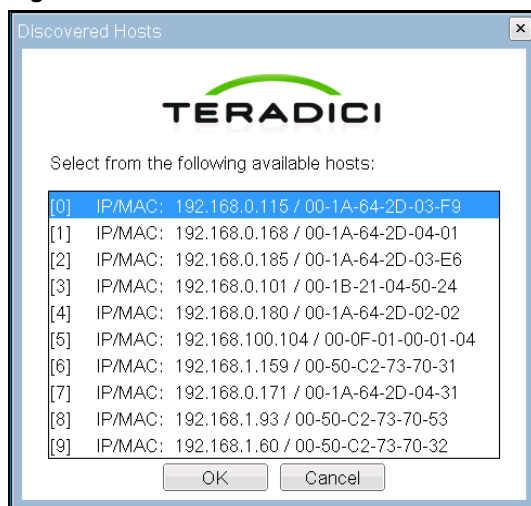 Discovered Hosts
TERADICI
Select from the following available hosts:
[0] IP/MAC: 192.168.0.115 / 00-1A-64-2D-03-F9
[1] IP/MAC: 192.168.0.168 / 00-1A-64-2D-04-01
[2] IP/MAC: 192.168.0.185 / 00-1A-64-2D-03-E6
[3] IP/MAC: 192.168.0.101 / 00-1B-21-04-50-24
[4] IP/MAC: 192.168.0.180 / 00-1A-64-2D-02-02
[5] IP/MAC: 192.168.100.104 / 00-0F-01-00-01-04
[6] IP/MAC: 192.168.1.159 / 00-50-C2-73-70-31
[7] IP/MAC: 192.168.0.171 / 00-1A-64-2D-04-31
[8] IP/MAC: 192.168.1.93 / 00-50-C2-73-70-53
[9] IP/MAC: 192.168.1.60 / 00-50-C2-73-70-32
OK Cancel